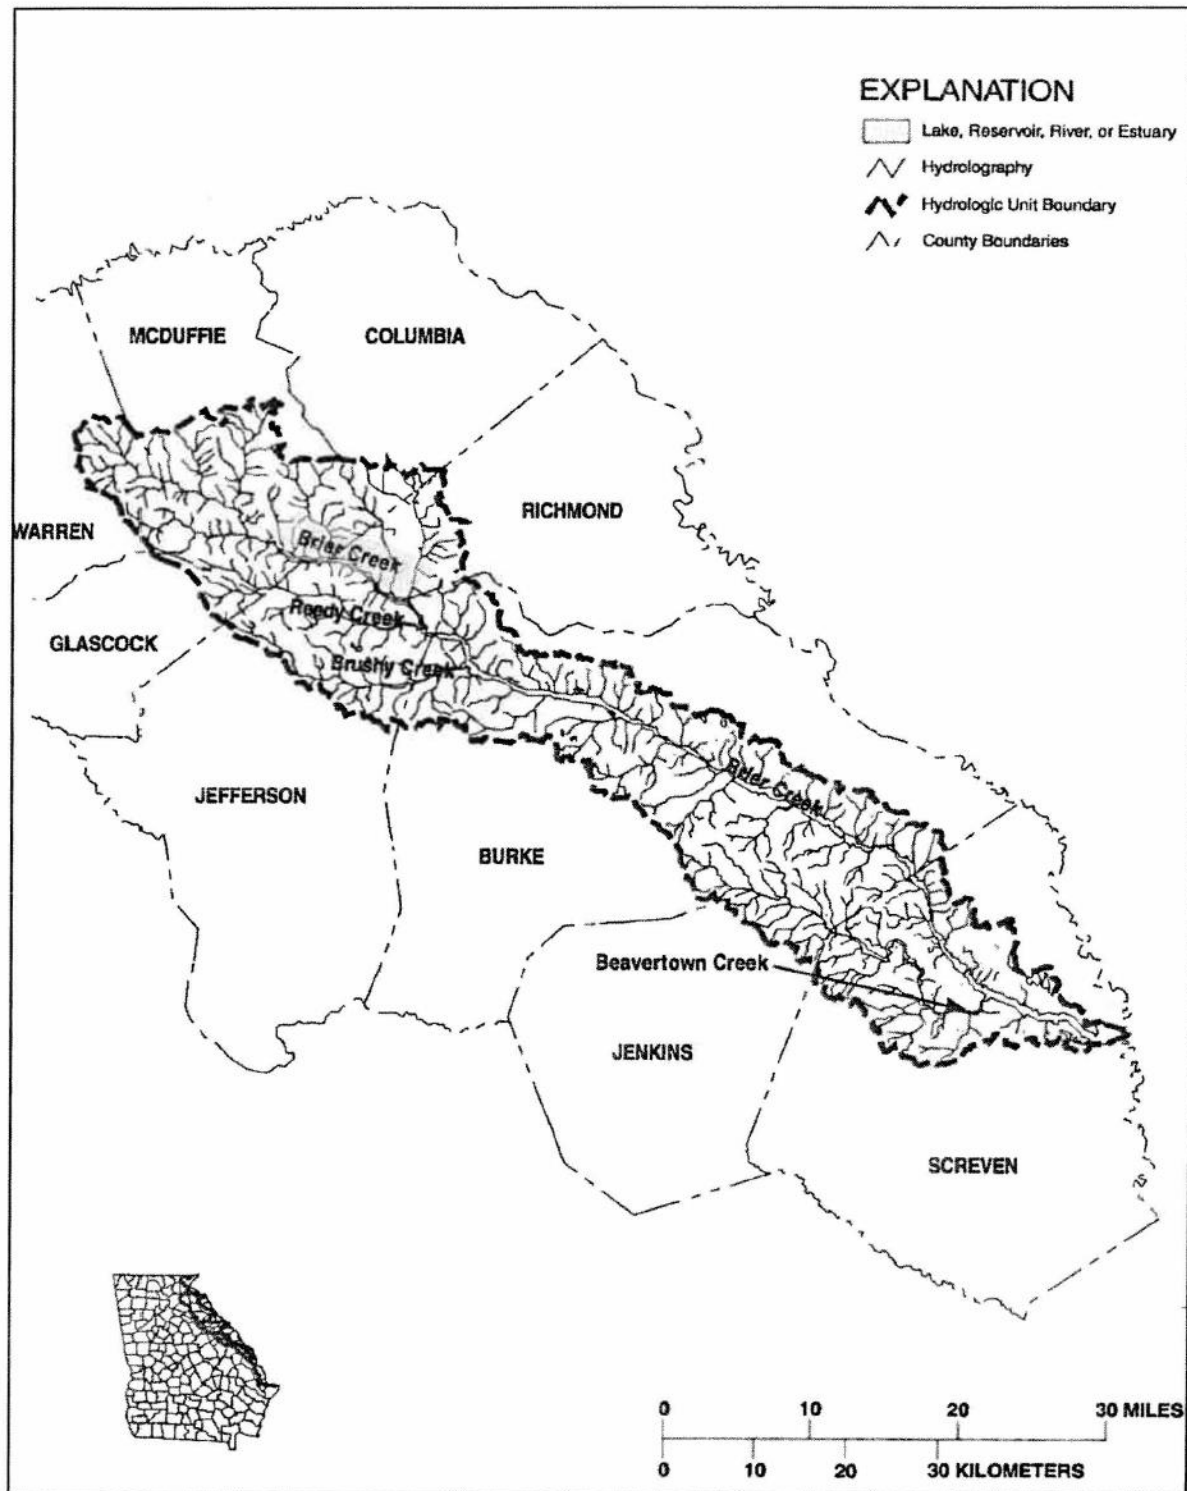 EXPLANATION
Lake, Reservoir, River, or Estuary
Hydrolography
Hydrologic Unit Boundary
County Boundaries
MCDUFFIE
COLUMBIA
RICHMOND
WARREN
Briar Creek
Reedy Creek
GLASCOCK
Brushy Creek
Brier Creek
JEFFERSON
BURKE
Beavertown Creek
JENKINS
SCREVEN
0 10 20 30 MILES
0 10 20 30 KILOMETERS